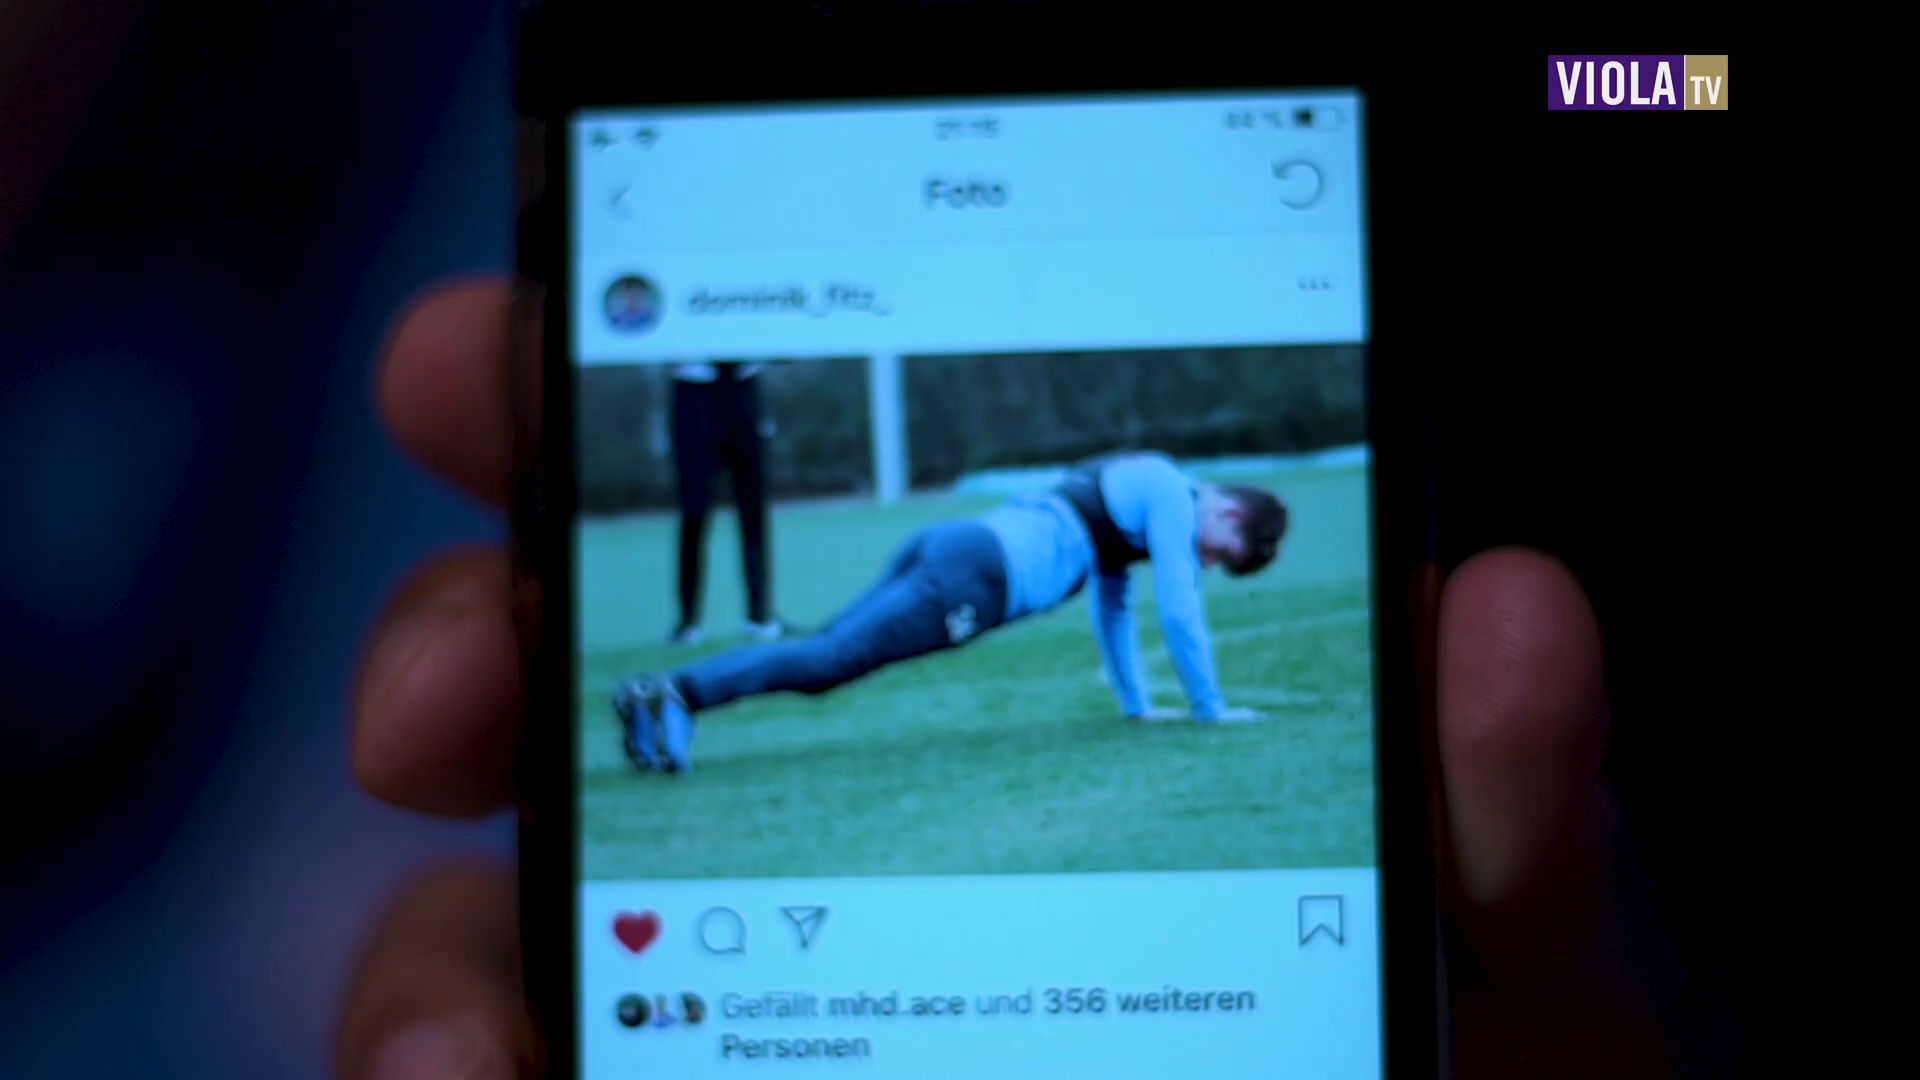 VIOLA TV
Foto
dominik_fitz_
Gefällt mhd.ace und 356 weiteren
Personen